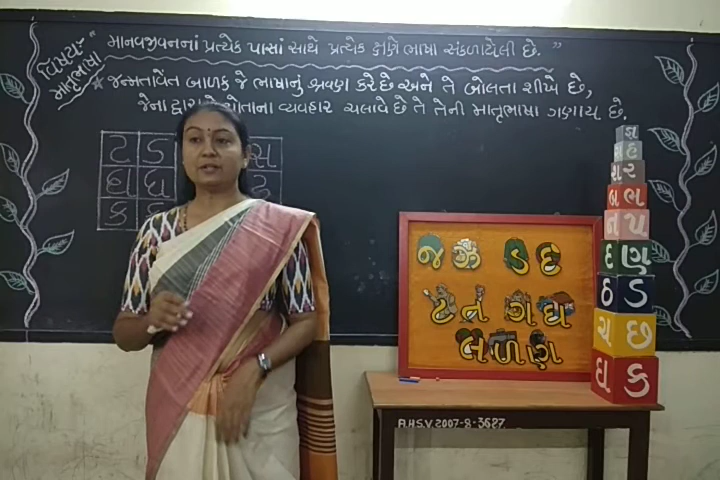 વિષય:-
માતૃભાષા
માનવજીવનનાં પ્રત્યેક પાસાં સાથે પ્રત્યેક ક્ષણે ભાષા સંકળાયેલી છે. "
જન્મતાવેંત બાળક જે ભાષાનું શ્રવણ કરે છે અને તે બોલતા શીખે છે,
જેના દ્વારા તે પોતાના વ્યવહાર ચલાવે છે તે તેની માતૃભાષા ગણાય છે.
ટ ડ સ
ઘ ધ ઢ
ક
જ ઝ ડ દ
ટ ન ગ ઘ
લ ળ ણ
જ્ઞ
હ
શ ર
બ ભ
ન પ
દ ણ
ઠ ડ
ચ છ
ઘ ક
A.H.S.V 2007-8-3627